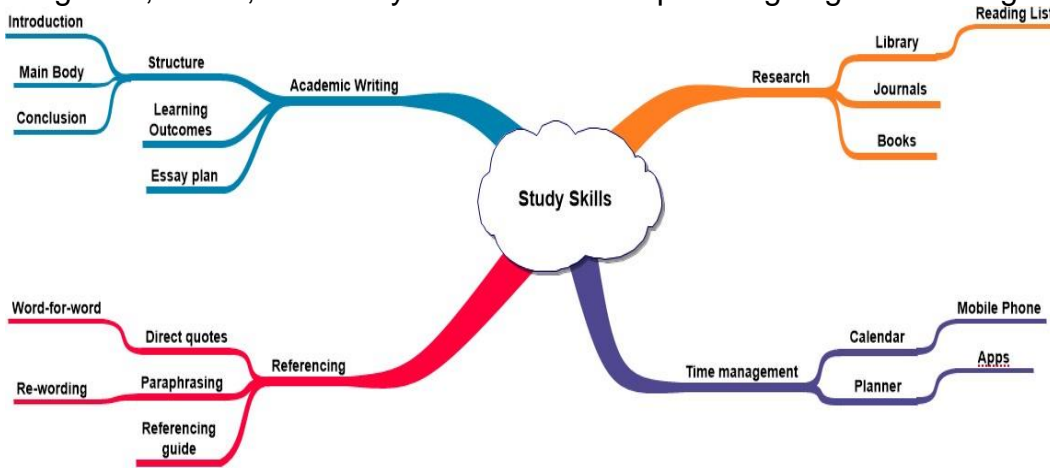 Study Skills
Academic Writing
Structure
Introduction
Main Body
Conclusion
Learning
Outcomes
Essay plan
Research
Library
Reading List
Journals
Books
Referencing
Direct quotes
Word-for-word
Paraphrasing
Re-wording
Referencing
guide
Time management
Calendar
Mobile Phone
Planner
Apps